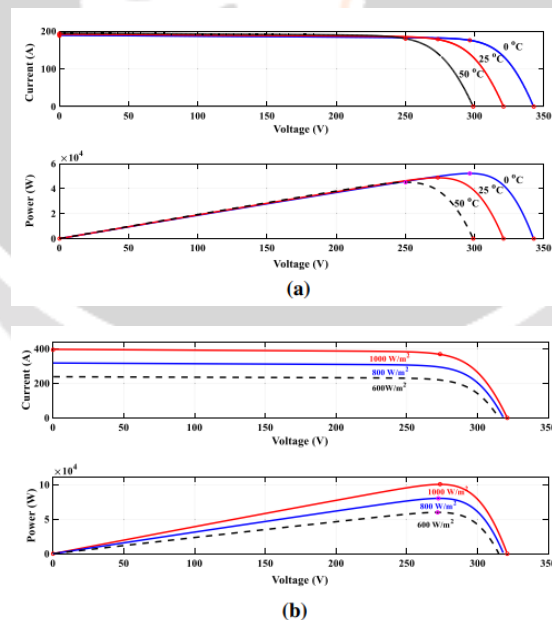 200
100
0
Current (A)
0 °C
25 °C
50 °C
0 50 100 150 200 250 300 350
Voltage (V)
×10⁴
6
4
2
0
Power (W)
0 °C
25 °C
50 °C
0 50 100 150 200 250 300 350
Voltage (V)
(a)
400
200
0
Current (A)
1000 W/m²
800 W/m²
600W/m²
0 50 100 150 200 250 300 350
Voltage (V)
×10⁴
10
5
0
Power (W)
1000 W/m²
800 W/m²
600 W/m²
0 50 100 150 200 250 300 350
Voltage (V)
(b)